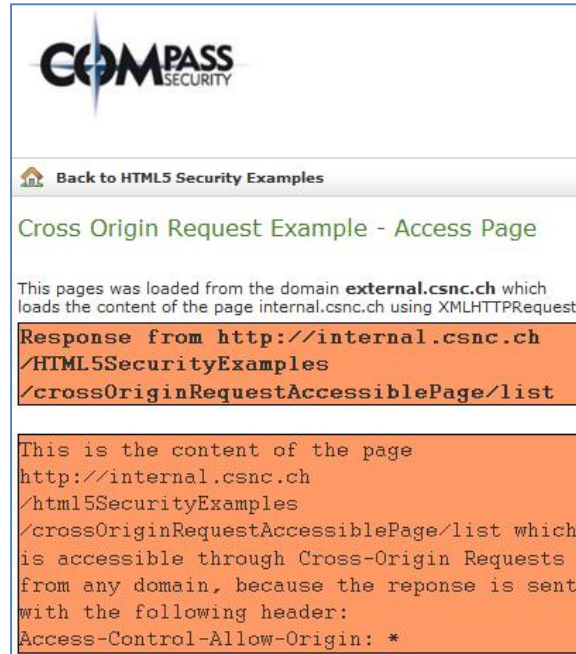 COMPASS
SECURITY
Back to HTML5 Security Examples
Cross Origin Request Example - Access Page
This pages was loaded from the domain external.csnc.ch which
loads the content of the page internal.csnc.ch using XMLHTTPRequest
Response from http://internal.csnc.ch
/HTML5SecurityExamples
/crossOriginRequestAccessiblePage/list
This is the content of the page
http://internal.csnc.ch
/html5SecurityExamples
/crossOriginRequestAccessiblePage/list which
is accessible through Cross-Origin Requests
from any domain, because the reponse is sent
with the following header:
Access-Control-Allow-Origin: *